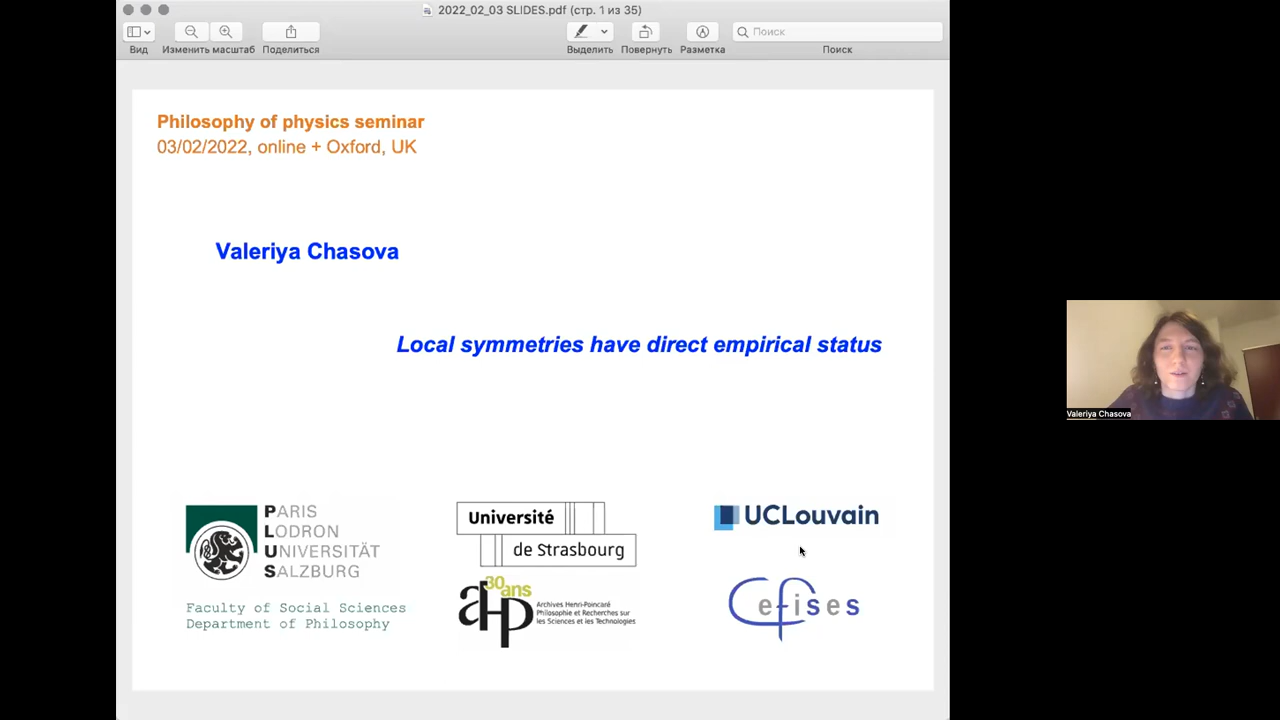 2022_02_03 SLIDES.pdf (стр. 1 из 35)
Вид
Изменить масштаб
Поделиться
Выделить
Повернуть
Разметка
Поиск
Поиск
Philosophy of physics seminar
03/02/2022, online + Oxford, UK
Valeriya Chasova
Local symmetries have direct empirical status
PARIS
LODRON
UNIVERSITÄT
SALZBURG
Faculty of Social Sciences
Department of Philosophy
Université
de Strasbourg
30ans
aHp
Archives Henri-Poincaré
Philosophie et Recherches sur
les Sciences et les Technologies
UCLouvain
Cefises
Valeriya Chasova